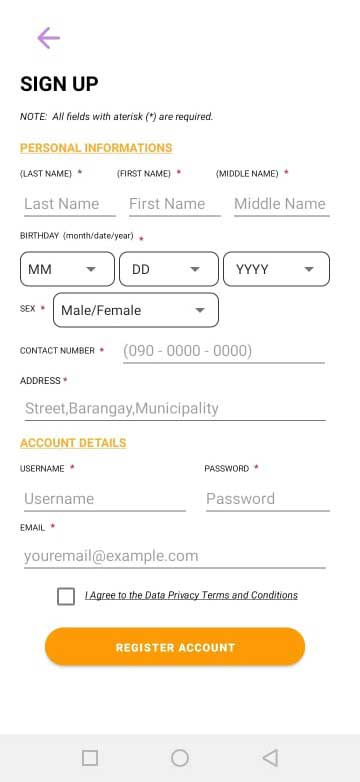 SIGN UP
NOTE: All fields with aterisk (*) are required.
PERSONAL INFORMATIONS
(LAST NAME) * (FIRST NAME) * (MIDDLE NAME) *
Last Name First Name Middle Name
BIRTHDAY (month/date/year) *
MM DD YYYY
SEX * Male/Female
CONTACT NUMBER * (090 - 0000 - 0000)
ADDRESS *
Street,Barangay,Municipality
ACCOUNT DETAILS
USERNAME * PASSWORD *
Username Password
EMAIL *
youremail@example.com
I Agree to the Data Privacy Terms and Conditions
REGISTER ACCOUNT